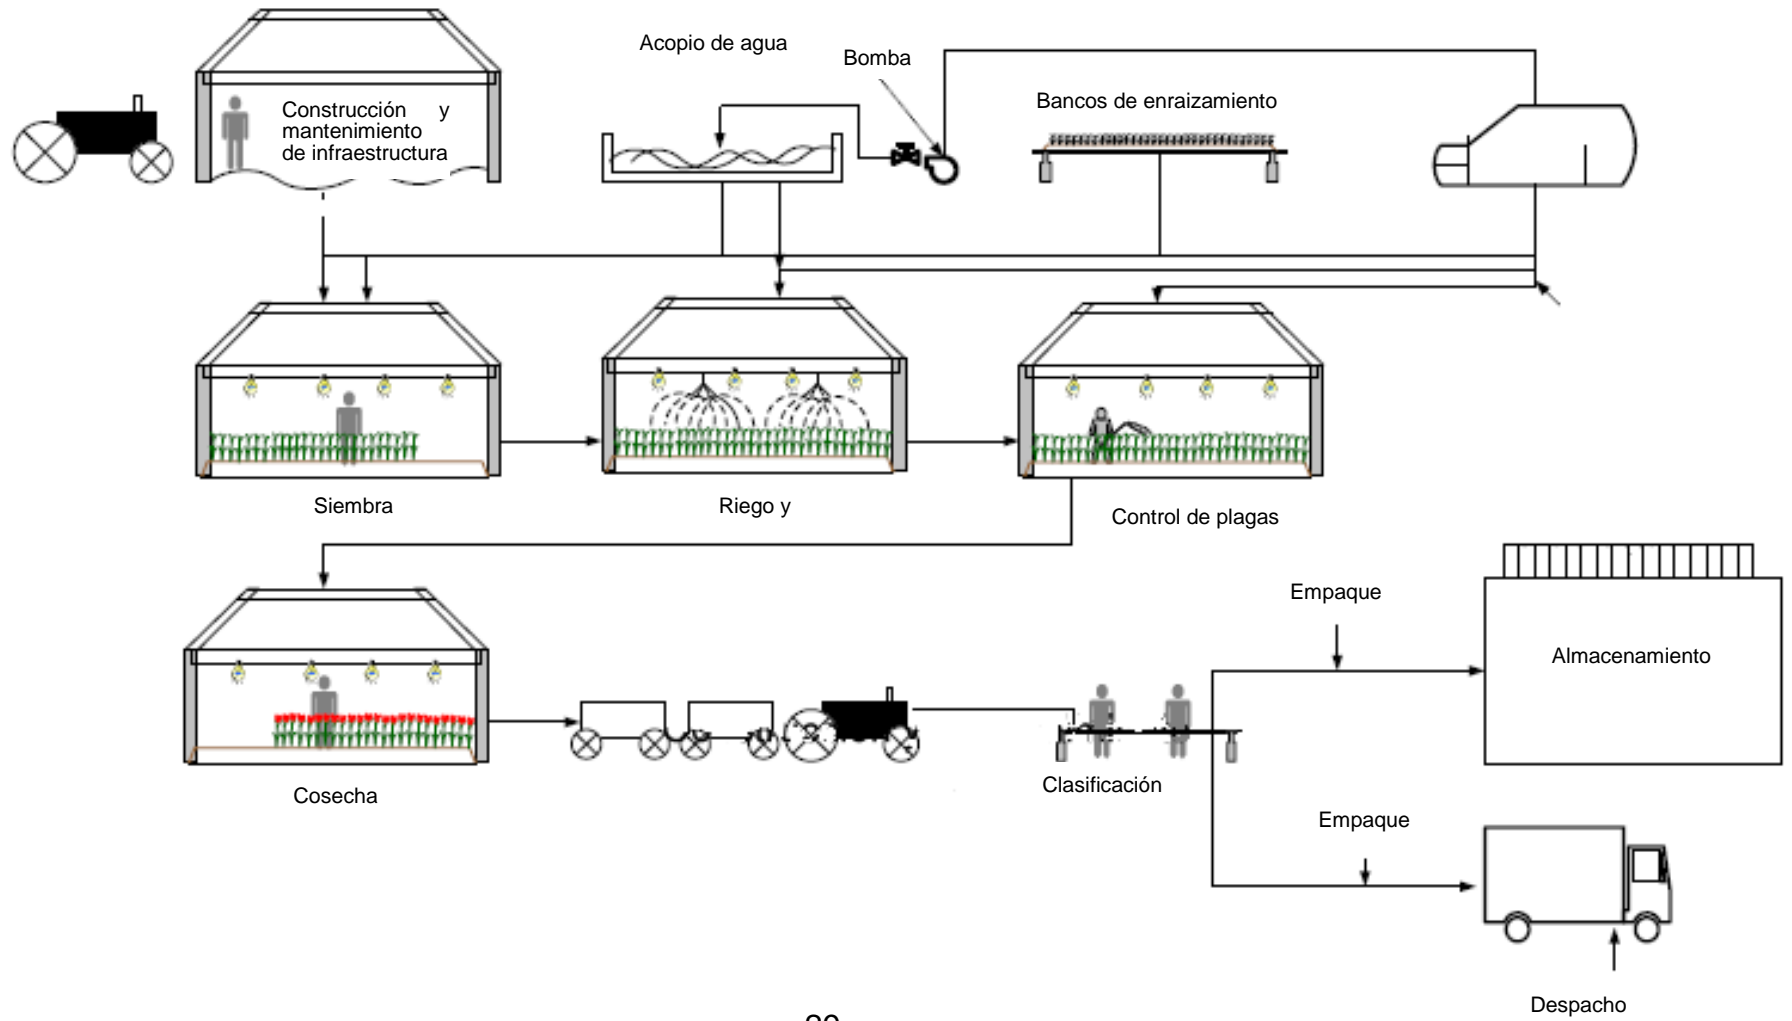 Acopio de agua
Bomba
Bancos de enraizamiento
Construcción y
mantenimiento
de infraestructura
Siembra
Riego y
Control de plagas
Empaque
Almacenamiento
Cosecha
Clasificación
Empaque
Despacho